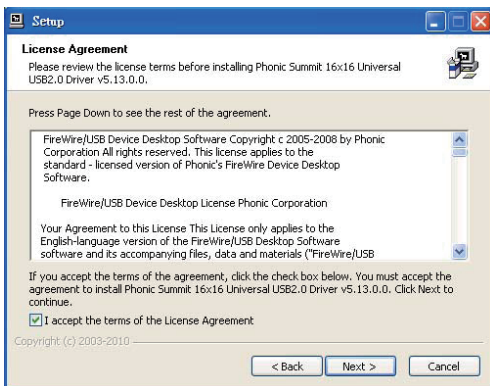 Setup
License Agreement
Please review the license terms before installing Phonic Summit 16x16 Universal
USB2.0 Driver v5.13.0.0.
Press Page Down to see the rest of the agreement.
FireWire/USB Device Desktop Software Copyright c 2005-2008 by Phonic
Corporation All rights reserved. This license applies to the
standard - licensed version of Phonic's FireWire Device Desktop
Software.
FireWire/USB Device Desktop License Phonic Corporation
Your Agreement to this License This License only applies to the
English-language version of the FireWire/USB Desktop Software
software and its accompanying files, data and materials ("FireWire/USB
If you accept the terms of the agreement, click the check box below. You must accept the
agreement to install Phonic Summit 16x16 Universal USB2.0 Driver v5.13.0.0. Click Next to
continue.
I accept the terms of the License Agreement
Copyright (c) 2003-2010
< Back Next > Cancel